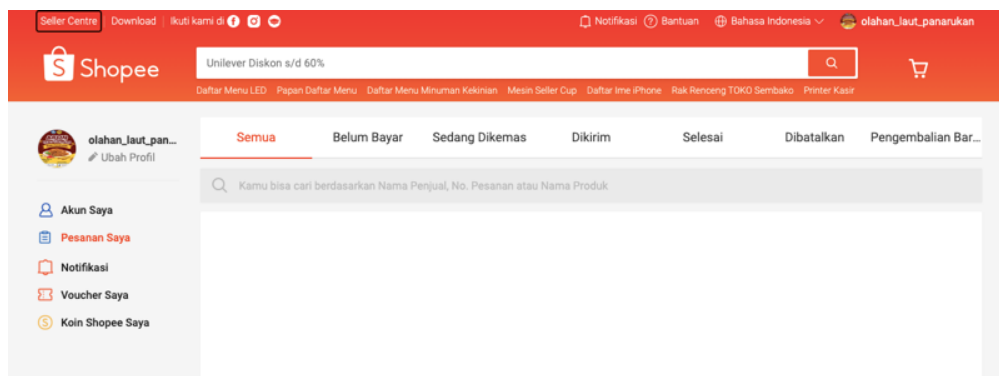 Seller Centre Download Ikuti kami di Notifikasi Bantuan Bahasa Indonesia olahan_laut_panarukan
Shopee Unilever Diskon s/d 60%
Daftar Menu LED Papan Daftar Menu Daftar Menu Minuman Kekinian Mesin Seller Cup Daftar Ime iPhone Rak Renceng TOKO Sembako Printer Kasir
olahan_laut_pan...
Ubah Profil
Akun Saya
Pesanan Saya
Notifikasi
Voucher Saya
Koin Shopee Saya
Semua Belum Bayar Sedang Dikemas Dikirim Selesai Dibatalkan Pengembalian Bar...
Kamu bisa cari berdasarkan Nama Penjual, No. Pesanan atau Nama Produk